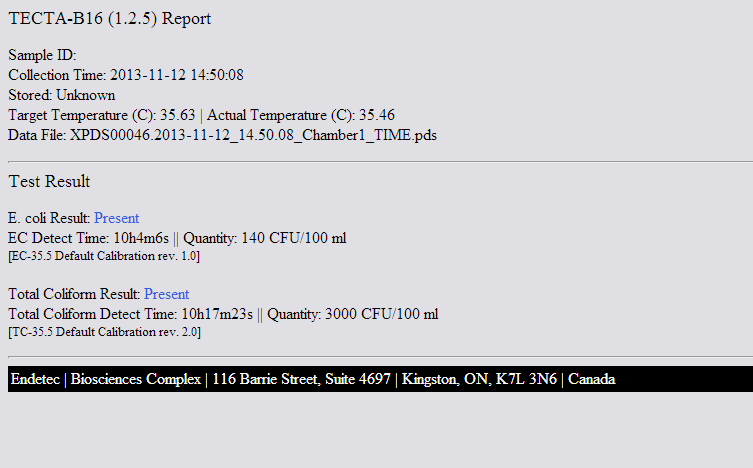 TECTA-B16 (1.2.5) Report
Sample ID:
Collection Time: 2013-11-12 14:50:08
Stored: Unknown
Target Temperature (C): 35.63 | Actual Temperature (C): 35.46
Data File: XPDS00046.2013-11-12_14.50.08_Chamber1_TIME.pds
Test Result
E. coli Result: Present
EC Detect Time: 10h4m6s || Quantity: 140 CFU/100 ml
[EC-35.5 Default Calibration rev. 1.0]
Total Coliform Result: Present
Total Coliform Detect Time: 10h17m23s || Quantity: 3000 CFU/100 ml
[TC-35.5 Default Calibration rev. 2.0]
Endetec | Biosciences Complex | 116 Barrie Street, Suite 4697 | Kingston, ON, K7L 3N6 | Canada